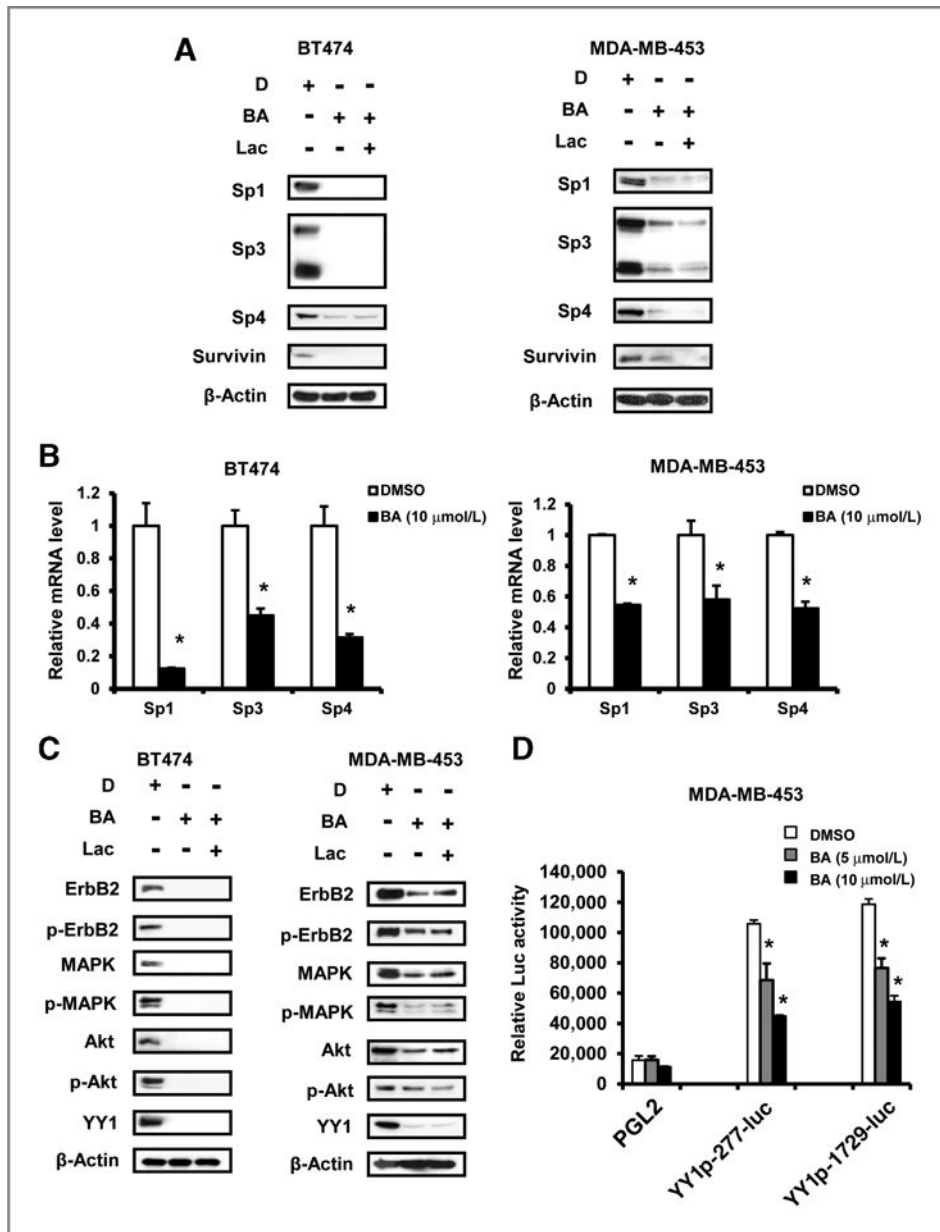 A
BT474
D + - -
BA - + +
Lac - - +
Sp1
Sp3
Sp4
Survivin
β-Actin
MDA-MB-453
D + - -
BA - + +
Lac - - +
Sp1
Sp3
Sp4
Survivin
β-Actin
B
BT474
DMSO
BA (10 μmol/L)
Relative mRNA level
1.2
1
0.8
0.6
0.4
0.2
0
* * *
Sp1 Sp3 Sp4
MDA-MB-453
DMSO
BA (10 μmol/L)
Relative mRNA level
1.2
1
0.8
0.6
0.4
0.2
0
* * *
Sp1 Sp3 Sp4
C
BT474
D + - -
BA - + +
Lac - - +
ErbB2
p-ErbB2
MAPK
p-MAPK
Akt
p-Akt
YY1
β-Actin
MDA-MB-453
D + - -
BA - + +
Lac - - +
ErbB2
p-ErbB2
MAPK
p-MAPK
Akt
p-Akt
YY1
β-Actin
D
MDA-MB-453
DMSO
BA (5 μmol/L)
BA (10 μmol/L)
Relative Luc activity
140,000
120,000
100,000
80,000
60,000
40,000
20,000
0
* * * *
PGL2
YY1p-277-luc
YY1p-1729-luc